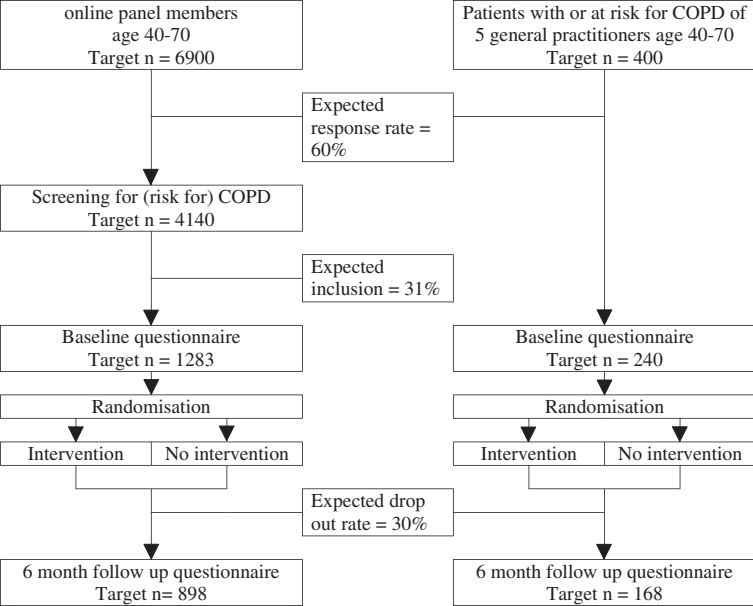 online panel members
age 40-70
Target n = 6900
Patients with or at risk for COPD of
5 general practitioners age 40-70
Target n = 400
Expected
response rate =
60%
Screening for (risk for) COPD
Target n = 4140
Expected
inclusion = 31%
Baseline questionnaire
Target n = 1283
Baseline questionnaire
Target n = 240
Randomisation
Randomisation
Intervention
No intervention
Intervention
No intervention
Expected drop
out rate = 30%
6 month follow up questionnaire
Target n= 898
6 month follow up questionnaire
Target n = 168